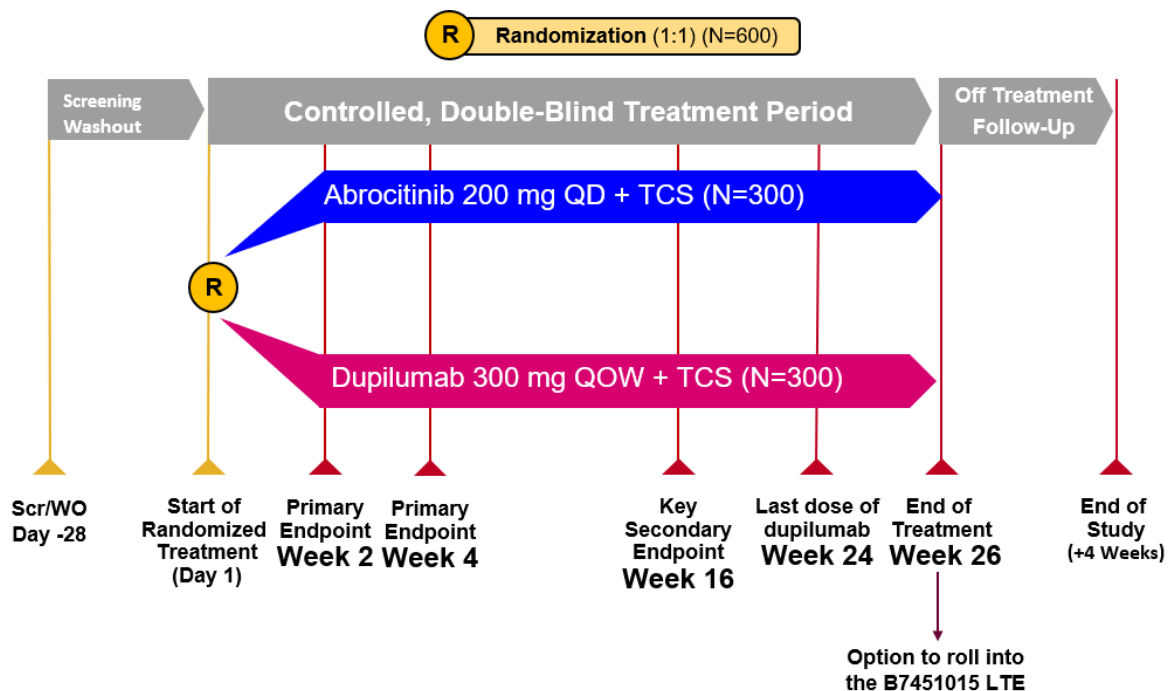 R
Randomization (1:1) (N=600)
Screening
Washout
Controlled, Double-Blind Treatment Period
Off Treatment
Follow-Up
Abrocitinib 200 mg QD + TCS (N=300)
R
Dupilumab 300 mg QOW + TCS (N=300)
Scr/WO
Day -28
Start of
Randomized
Treatment
(Day 1)
Primary
Endpoint
Week 2
Primary
Endpoint
Week 4
Key
Secondary
Endpoint
Week 16
Last dose of
dupilumab
Week 24
End of
Treatment
Week 26
End of
Study
(+4 Weeks)
Option to roll into
the B7451015 LTE